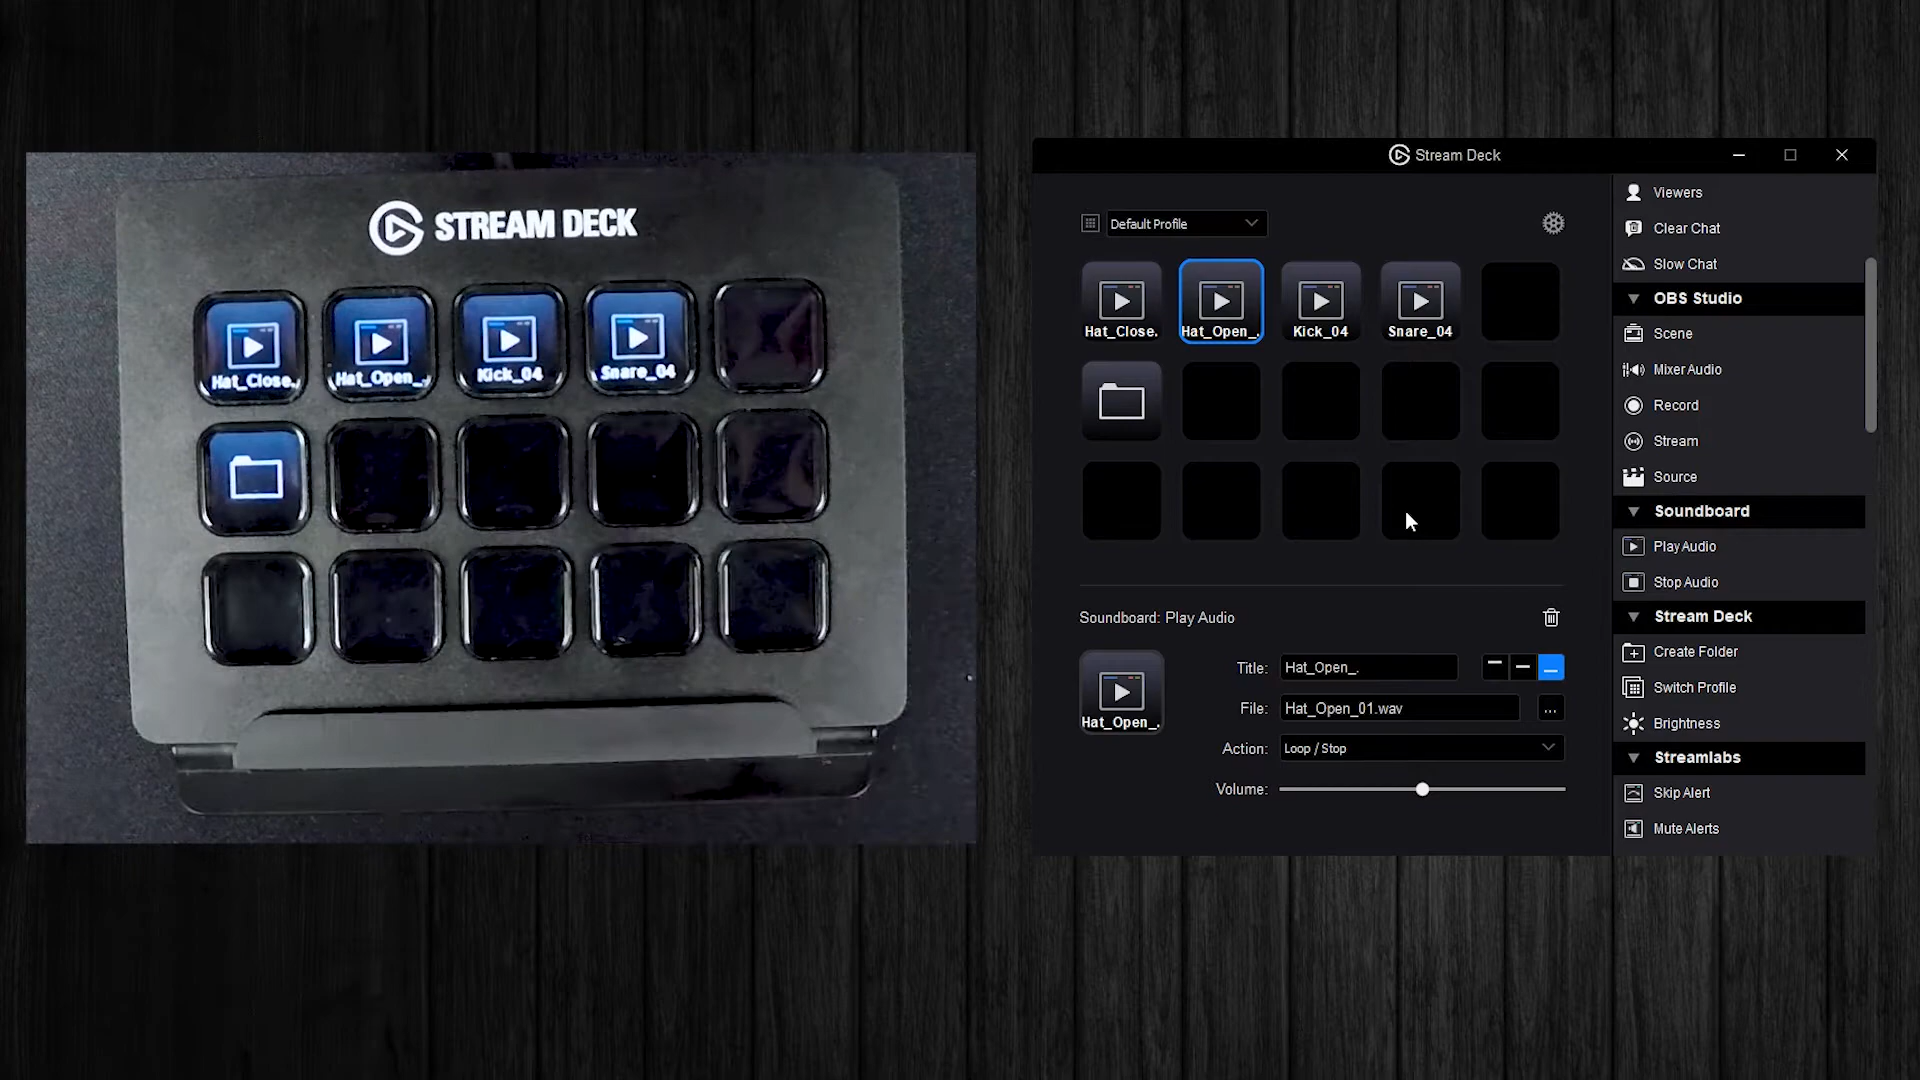 STREAM DECK
Hat_Close.
Hat_Open_.
Kick_04
Snare_04
Stream Deck
Default Profile
Hat_Close.
Hat_Open_.
Kick_04
Snare_04
Soundboard: Play Audio
Hat_Open_.
Title:
Hat_Open_.
File:
Hat_Open_01.wav
...
Action:
Loop / Stop
Volume:
Viewers
Clear Chat
Slow Chat
OBS Studio
Scene
Mixer Audio
Record
Stream
Source
Soundboard
Play Audio
Stop Audio
Stream Deck
Create Folder
Switch Profile
Brightness
Streamlabs
Skip Alert
Mute Alerts